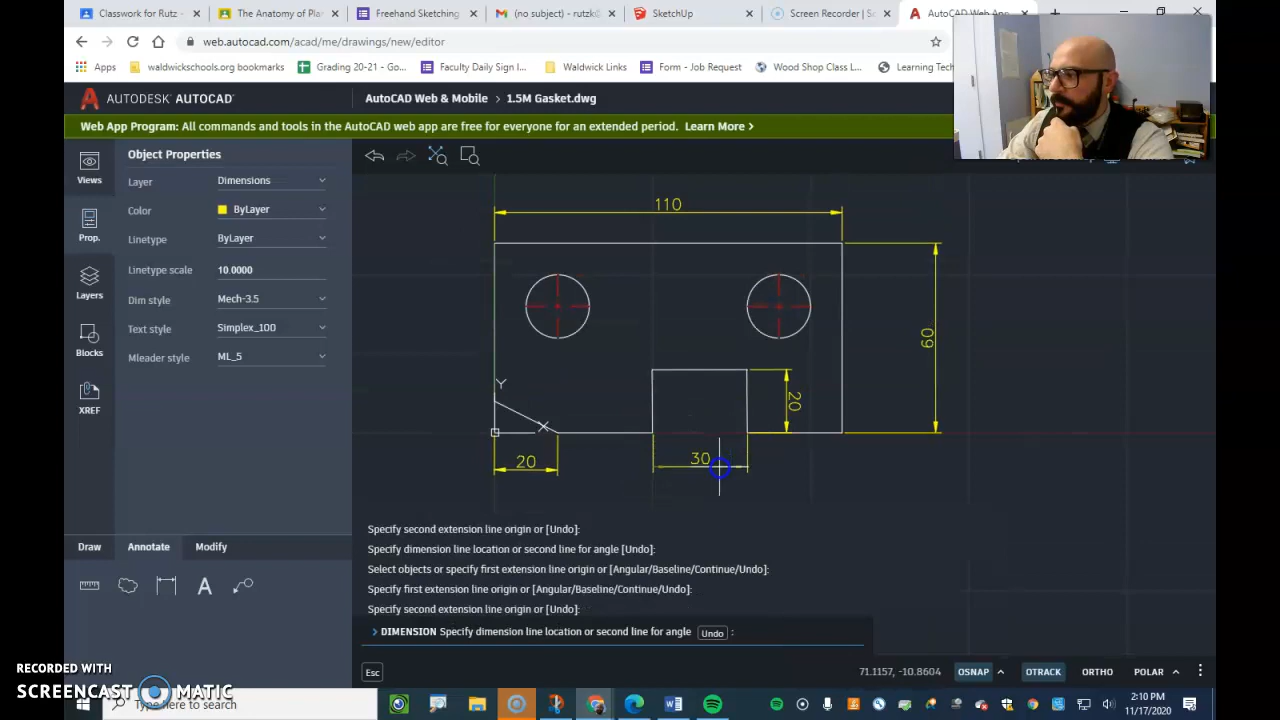 Classwork for Rutz -
The Anatomy of Pla
Freehand Sketching
(no subject) - rutzk@
SketchUp
Screen Recorder | S
AutoCAD Web App
web.autocad.com/acad/me/drawings/new/editor
Apps
waldwickschools.org bookmarks
Grading 20-21 - Go...
Faculty Daily Sign I...
Waldwick Links
Form - Job Request
Wood Shop Class L...
Learning Tech
AUTODESK AUTOCAD
AutoCAD Web & Mobile > 1.5M Gasket.dwg
Web App Program: All commands and tools in the AutoCAD web app are free for everyone for an extended period. Learn More >
Views
Prop.
Layers
Blocks
XREF
Object Properties
Layer Dimensions
Color ByLayer
Linetype ByLayer
Linetype scale 10.0000
Dim style Mech-3.5
Text style Simplex_100
Mleader style ML_5
110
60
20
Y
X
20
30
Draw Annotate Modify
A
Specify second extension line origin or [Undo]:
Specify dimension line location or second line for angle [Undo]:
Select objects or specify first extension line origin or [Angular/Baseline/Continue/Undo]:
Specify first extension line origin or [Angular/Baseline/Continue/Undo]:
Specify second extension line origin or [Undo]:
> DIMENSION Specify dimension line location or second line for angle Undo :
Esc
71.1157, -10.8604 OSNAP OTRACK ORTHO POLAR
RECORDED WITH
SCREENCAST MATIC
Type here to search
2:10 PM
11/17/2020